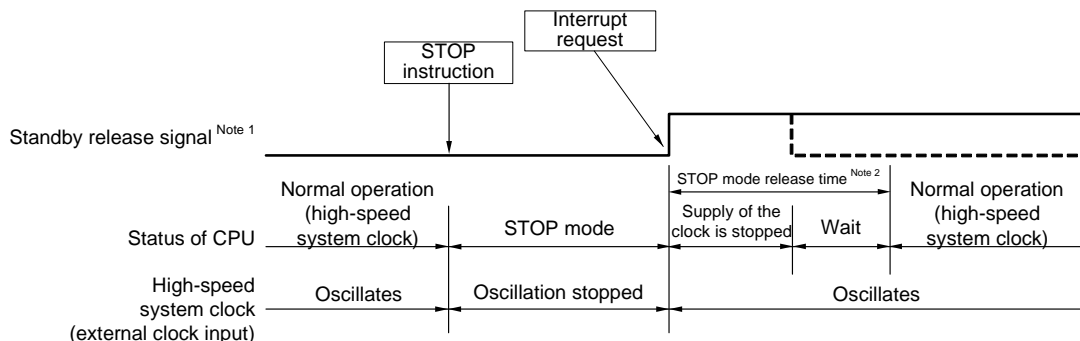 Interrupt
request
STOP
instruction
Standby release signal Note 1
STOP mode release time Note 2
Normal operation
(high-speed
system clock)
Status of CPU
STOP mode
Supply of the
clock is stopped
Wait
Normal operation
(high-speed
system clock)
High-speed
system clock
(external clock input)
Oscillates
Oscillation stopped
Oscillates